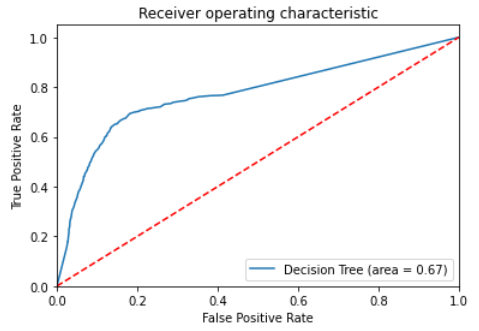 Receiver operating characteristic
True Positive Rate
1.0
0.8
0.6
0.4
0.2
0.0
Decision Tree (area = 0.67)
0.0 0.2 0.4 0.6 0.8 1.0
False Positive Rate